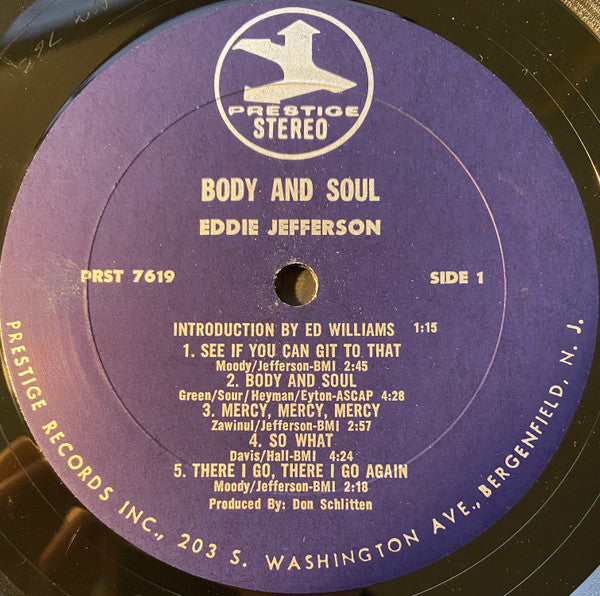 PRESTIGE
STEREO
BODY AND SOUL
EDDIE JEFFERSON
PRST 7619
SIDE 1
INTRODUCTION BY ED WILLIAMS 1:15
1. SEE IF YOU CAN GIT TO THAT
Moody/Jefferson-BMI 2:45
2. BODY AND SOUL
Green/Sour/Heyman/Eyton-ASCAP 4:28
3. MERCY, MERCY, MERCY
Zawinul/Jefferson-BMI 2:57
4. SO WHAT
Davis/Hall-BMI 4:24
5. THERE I GO, THERE I GO AGAIN
Moody/Jefferson-BMI 2:18
Produced By: Don Schlitten
PRESTIGE RECORDS INC., 203 S. WASHINGTON AVE., BERGENFIELD, N. J.